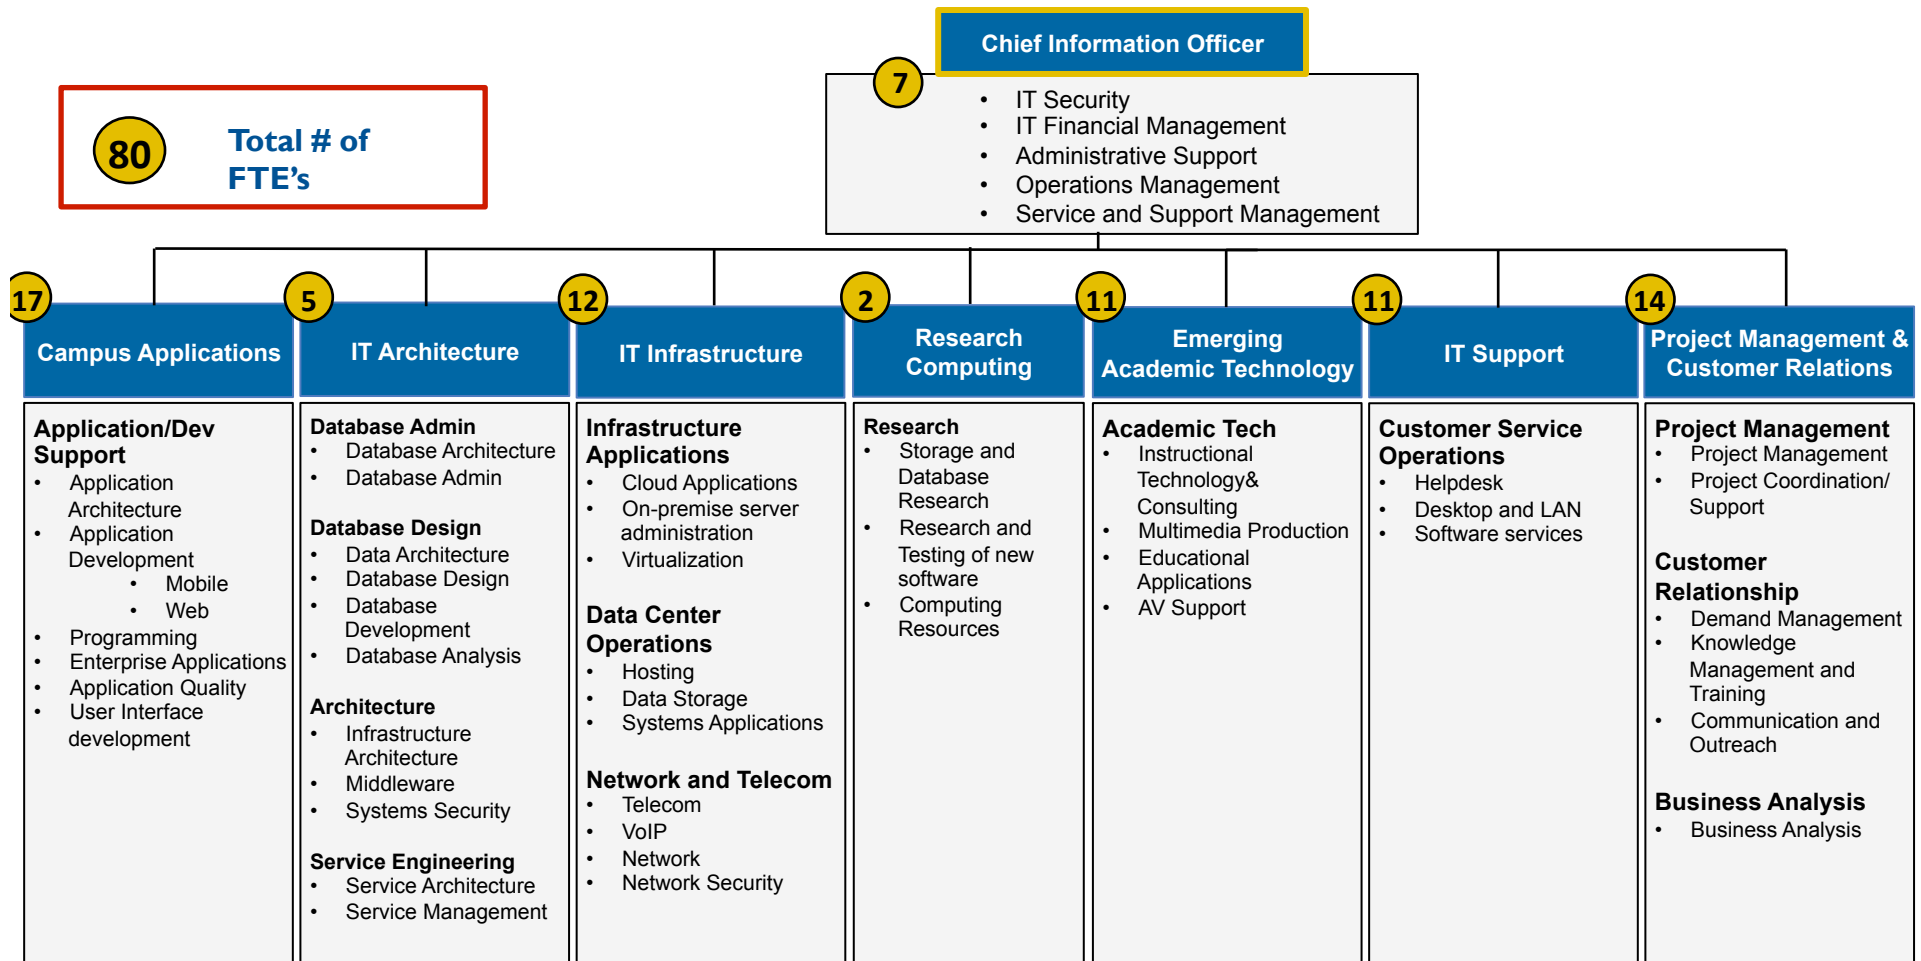 Chief Information Officer
7
• IT Security
• IT Financial Management
• Administrative Support
• Operations Management
• Service and Support Management
80
Total # of
FTE’s
17
Campus Applications
Application/Dev
Support
• Application
Architecture
• Application
Development
• Mobile
• Web
• Programming
• Enterprise Applications
• Application Quality
• User Interface
development
5
IT Architecture
Database Admin
• Database Architecture
• Database Admin
Database Design
• Data Architecture
• Database Design
• Database
Development
• Database Analysis
Architecture
• Infrastructure
Architecture
• Middleware
• Systems Security
Service Engineering
• Service Architecture
• Service Management
12
IT Infrastructure
Infrastructure
Applications
• Cloud Applications
• On-premise server
administration
• Virtualization
Data Center
Operations
• Hosting
• Data Storage
• Systems Applications
Network and Telecom
• Telecom
• VoIP
• Network
• Network Security
2
Research
Computing
Research
• Storage and
Database
Research
• Research and
Testing of new
software
• Computing
Resources
11
Emerging
Academic Technology
Academic Tech
• Instructional
Technology&
Consulting
• Multimedia Production
• Educational
Applications
• AV Support
11
IT Support
Customer Service
Operations
• Helpdesk
• Desktop and LAN
• Software services
14
Project Management &
Customer Relations
Project Management
• Project Management
• Project Coordination/
Support
Customer
Relationship
• Demand Management
• Knowledge
Management and
Training
• Communication and
Outreach
Business Analysis
• Business Analysis